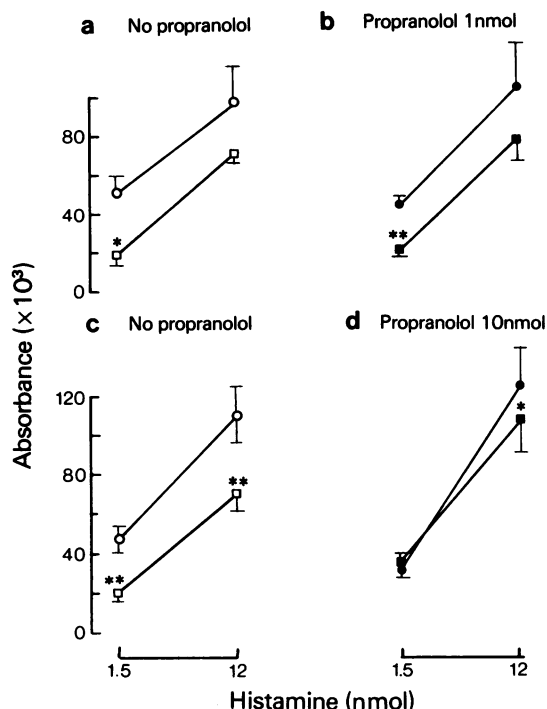 a No propranolol
b Propranolol 1nmol
80
40
0
*
**
c No propranolol
d Propranolol 10nmol
120
80
40
0
**
**
*
1.5 12
1.5 12
Absorbance (×10³)
Histamine (nmol)